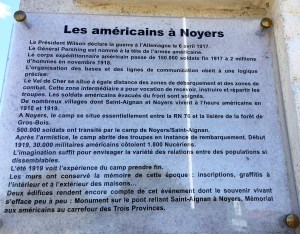 Les américains à Noyers
Le Président Wilson déclare la guerre à l'Allemagne le 6 avril 1917.
Le Général Pershing est nommé à la tête de l'armée américaine.
Le corps expéditionnaire américain passe de 190.000 soldats fin 1917 à 2 millions
d'hommes en novembre 1918.
L'organisation des bases et des lignes de communication obéit à une logique
précise:
Le Val de Cher se situe à égale distance des zones de débarquement et des zones de
combat. Cette zone intermédiaire a pour vocation de recevoir, instruire et répartir les
troupes. Les soldats américains évacués du front sont soignés.
De nombreux villages dont Saint-Aignan et Noyers vivent à l'heure américaine en
1918 et 1919.
A Noyers, le camp se situe essentiellement entre la RN 76 et la lisière de la forêt de
Gros-Bois.
500.000 soldats ont transité par le camp de Noyers/Saint-Aignan.
Après l'armistice, le camp abrite des troupes en instance de rembarquement. Début
1919, 30.000 militaires américains côtoient 1.800 Nucériens.
L'imagination suffit pour envisager la variété des relations entre des populations si
dissemblables.
L'été 1919 voit l'expérience du camp prendre fin.
Les murs ont conservé la mémoire de cette époque : inscriptions, graffitis à
l'intérieur et à l'extérieur des maisons...
Deux édifices rendent encore compte de cet événement dont le souvenir vivant
s'efface peu à peu : Monument sur le pont reliant Saint-Aignan à Noyers, Mémorial
aux américains au carrefour des Trois Provinces.